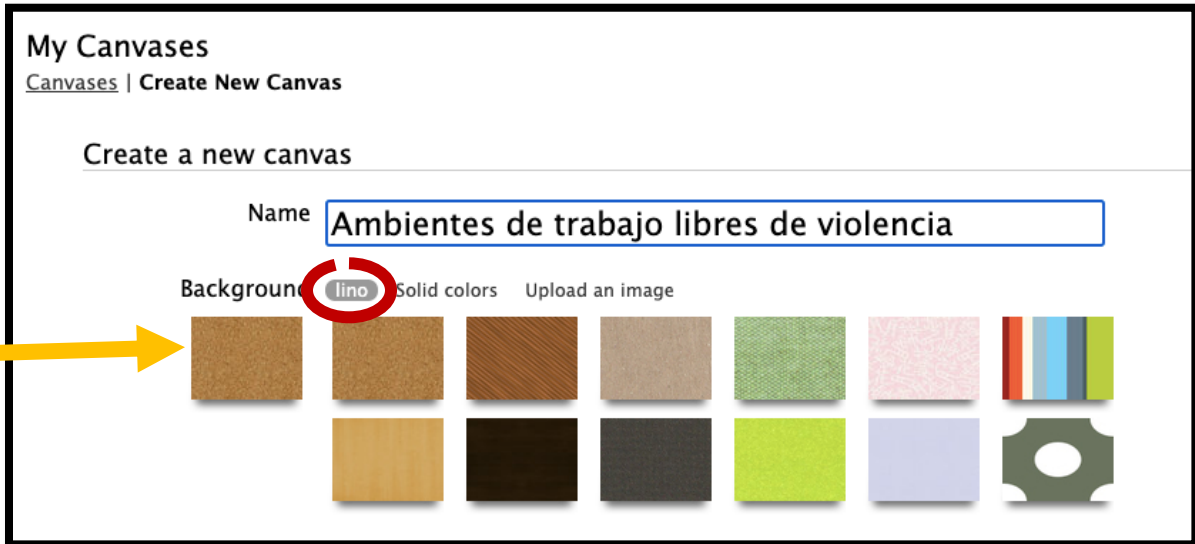 My Canvases
Canvases | Create New Canvas
Create a new canvas
Name Ambientes de trabajo libres de violencia
Background lino Solid colors Upload an image